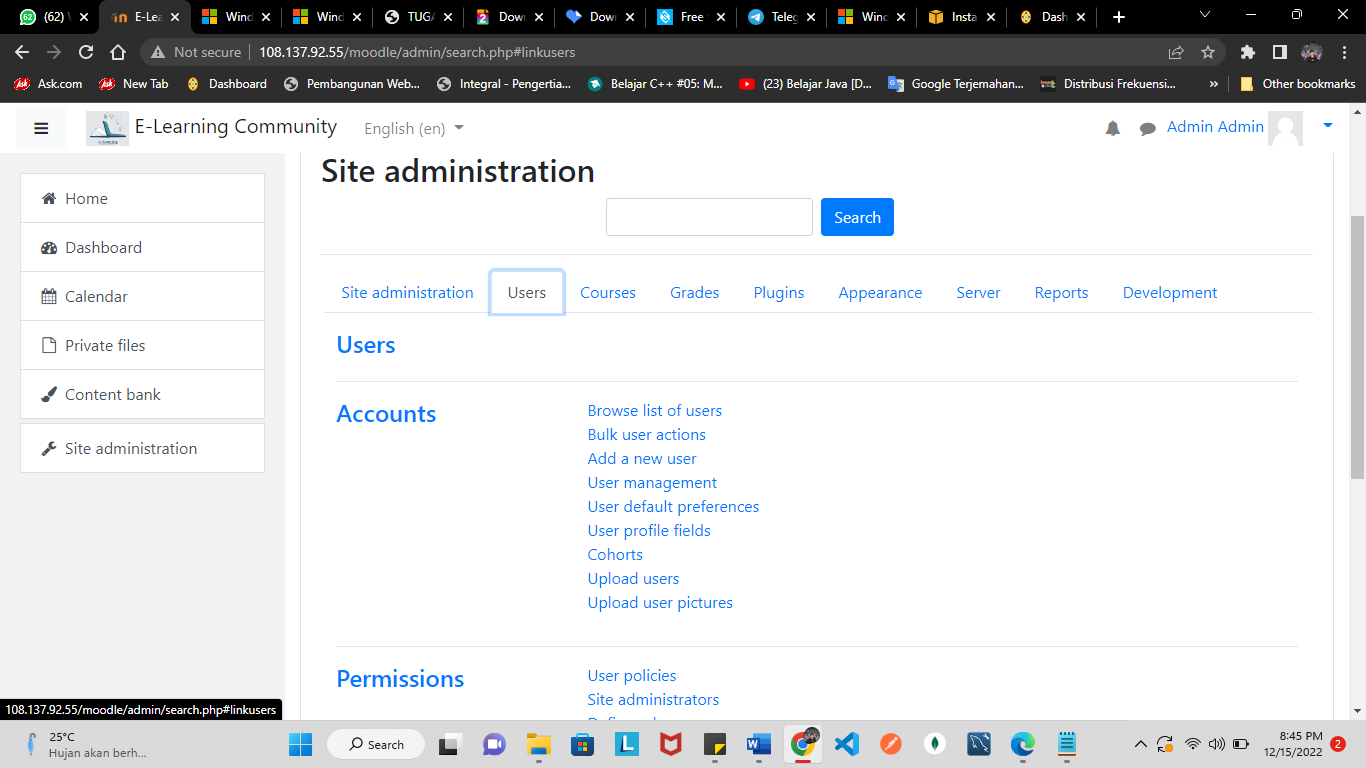 (62) W
E-Lea
Wind
Wind
TUGA
Down
Down
Free
Teleg
Wind
Insta
Dash
Not secure
108.137.92.55/moodle/admin/search.php#linkusers
Ask.com
New Tab
Dashboard
Pembangunan Web...
Integral - Pengertia...
Belajar C++ #05: M...
(23) Belajar Java [D...
Google Terjemahan...
Distribusi Frekuensi...
»
Other bookmarks
E-Learning Community
English (en)
Admin Admin
Home
Dashboard
Calendar
Private files
Content bank
Site administration
Site administration
Search
Site administration
Users
Courses
Grades
Plugins
Appearance
Server
Reports
Development
Users
Accounts
Browse list of users
Bulk user actions
Add a new user
User management
User default preferences
User profile fields
Cohorts
Upload users
Upload user pictures
Permissions
User policies
Site administrators
108.137.92.55/moodle/admin/search.php#linkusers
25°C
Hujan akan berh...
Search
8:45 PM
12/15/2022
2